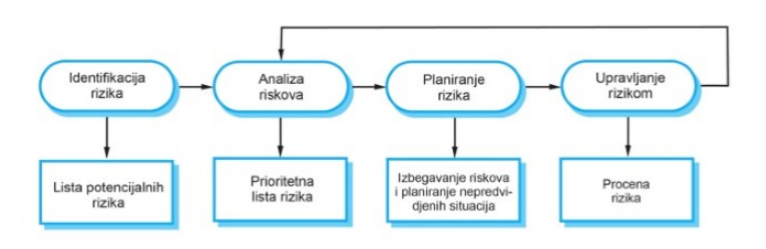 Identifikacija
rizika
Analiza
riskova
Planiranje
rizika
Upravljanje
rizikom
Lista potencijalnih
rizika
Prioritetna
lista rizika
Izbegavanje riskova
i planiranje nepredvi-
djenih situacija
Procena
rizika